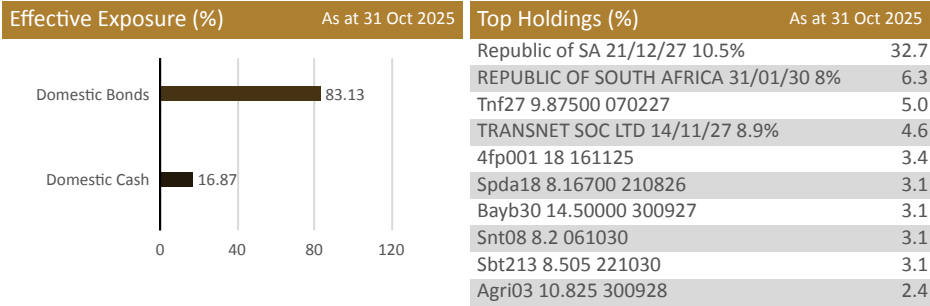 Effective Exposure (%) As at 31 Oct 2025
Domestic Bonds 83.13
Domestic Cash 16.87
0 40 80 120
Top Holdings (%) As at 31 Oct 2025
Republic of SA 21/12/27 10.5% 32.7
REPUBLIC OF SOUTH AFRICA 31/01/30 8% 6.3
Tnf27 9.87500 070227 5.0
TRANSNET SOC LTD 14/11/27 8.9% 4.6
4fp001 18 161125 3.4
Spda18 8.16700 210826 3.1
Bayb30 14.50000 300927 3.1
Snt08 8.2 061030 3.1
Sbt213 8.505 221030 3.1
Agri03 10.825 300928 2.4